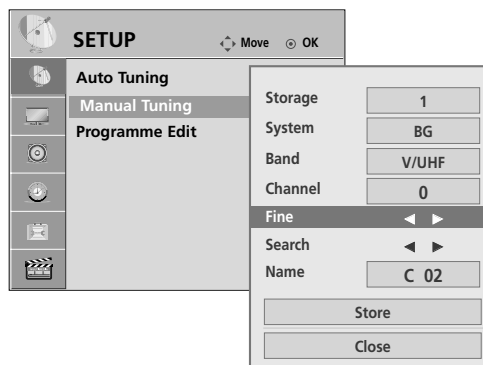 SETUP
Move OK
Auto Tuning
Manual Tuning
Programme Edit
Storage 1
System BG
Band V/UHF
Channel 0
Fine ◄ ►
Search ◄ ►
Name C 02
Store
Close